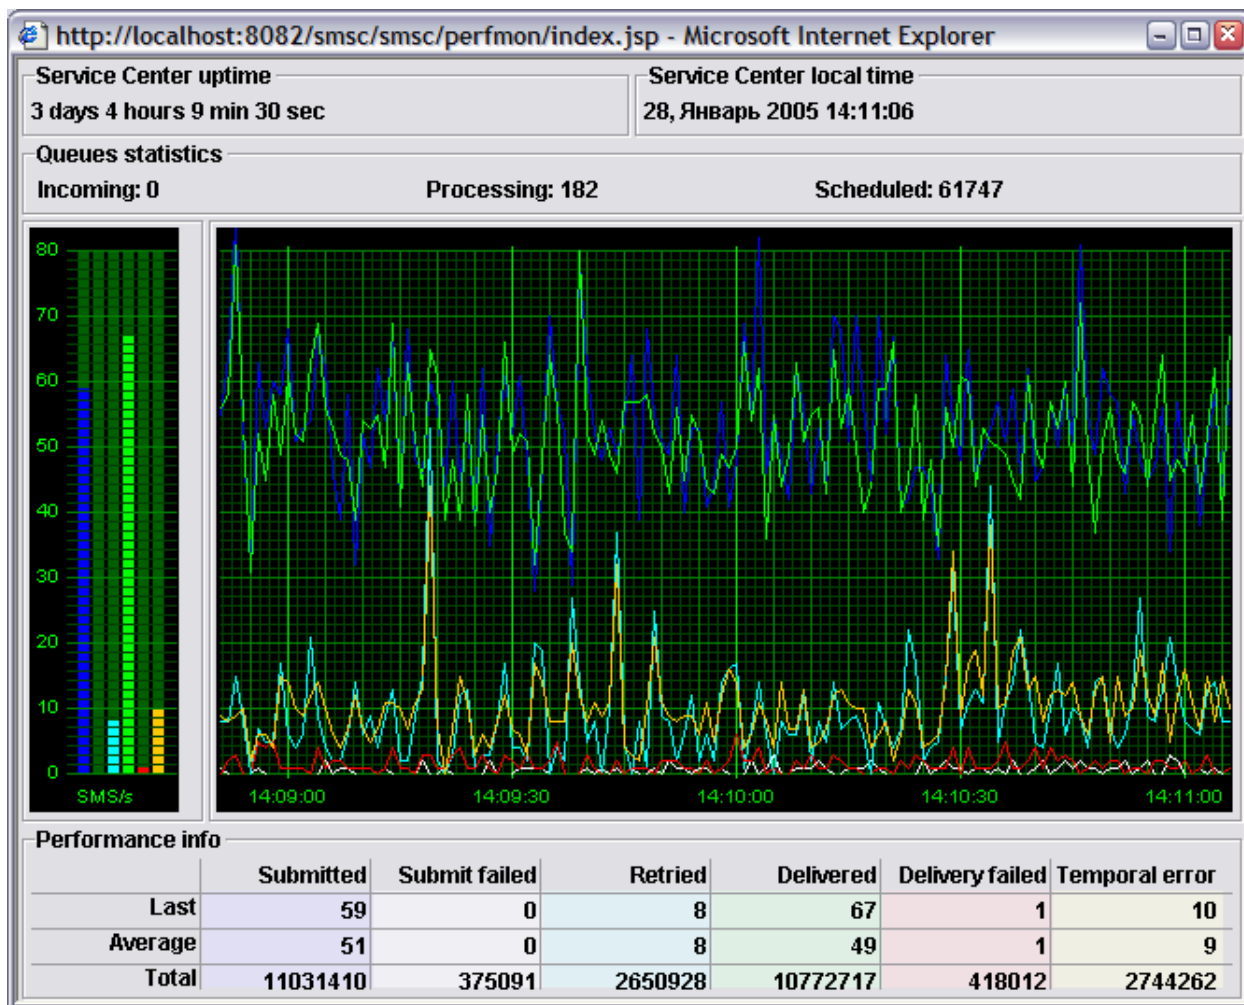 http://localhost:8082/smsc/smsc/perfmon/index.jsp - Microsoft Internet Explorer
Service Center uptime
3 days 4 hours 9 min 30 sec
Service Center local time
28, Январь 2005 14:11:06
Queues statistics
Incoming: 0 Processing: 182 Scheduled: 61747
80
70
60
50
40
30
20
10
0
SMS/s
14:09:00 14:09:30 14:10:00 14:10:30 14:11:00
Performance info
Submitted Submit failed Retried Delivered Delivery failed Temporal error
Last 59 0 8 67 1 10
Average 51 0 8 49 1 9
Total 11031410 375091 2650928 10772717 418012 2744262